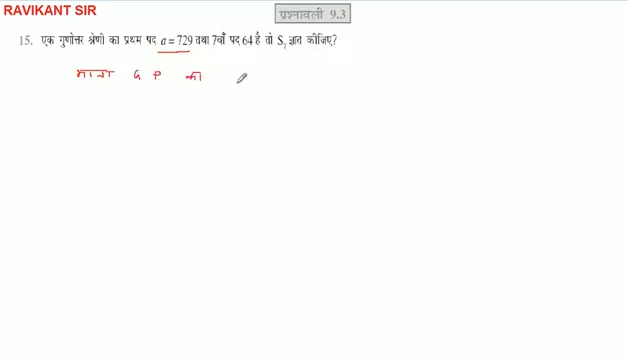 RAVIKANT SIR
प्रश्नावली 9.3
15. एक गुणोत्तर श्रेणी का प्रथम पद a = 729 तथा 7वाँ पद 64 है तो S₇ ज्ञात कीजिए?
माना G P का